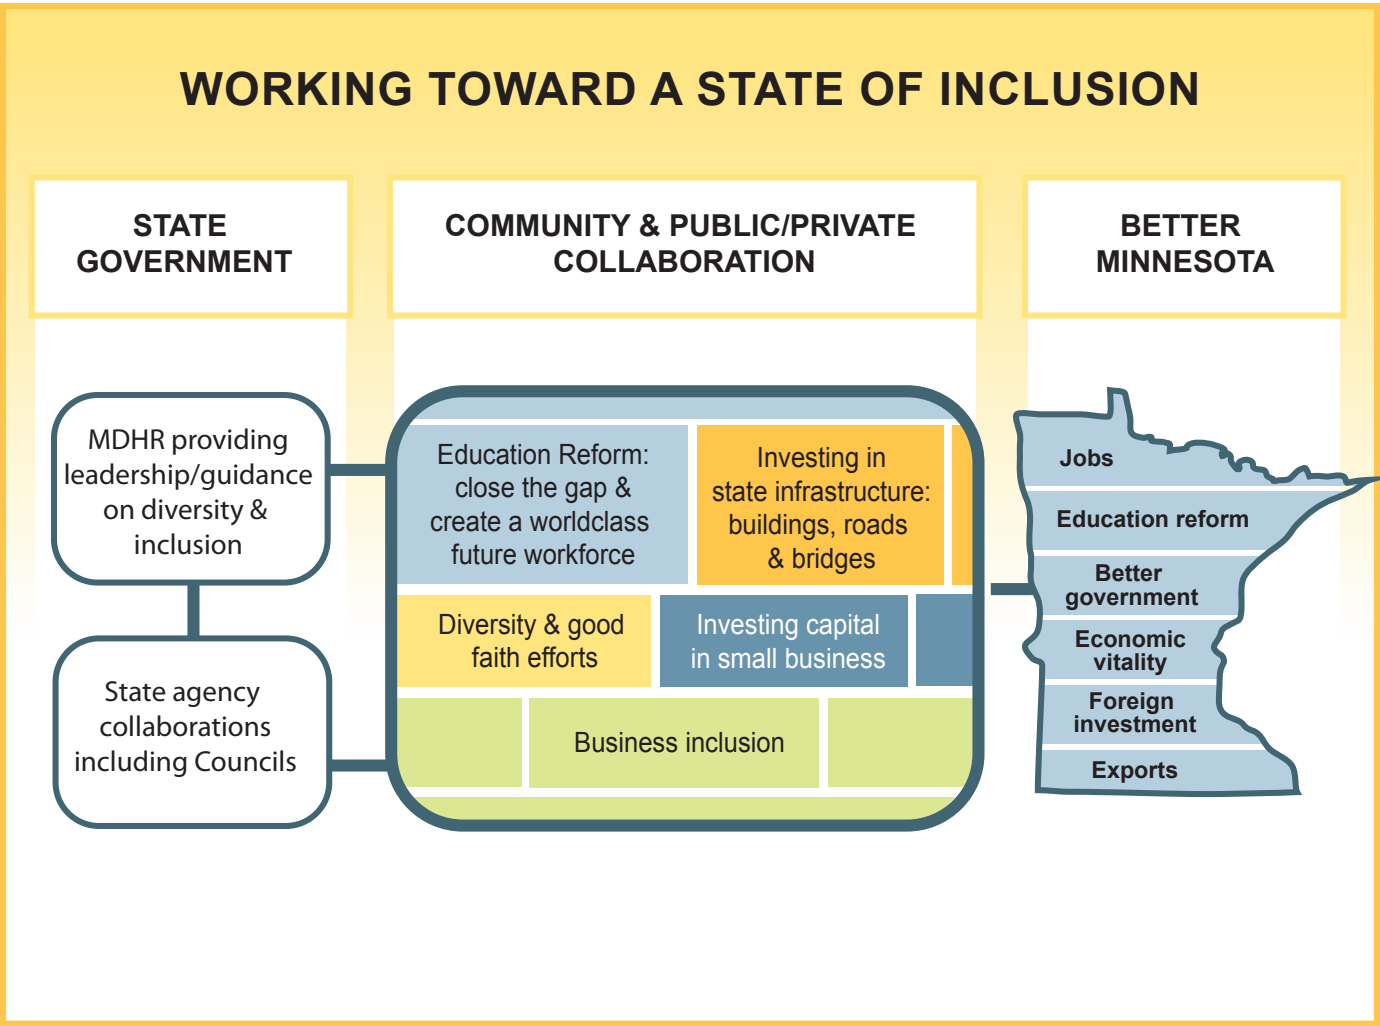 WORKING TOWARD A STATE OF INCLUSION
STATE
GOVERNMENT
COMMUNITY & PUBLIC/PRIVATE
COLLABORATION
BETTER
MINNESOTA
MDHR providing
leadership/guidance
on diversity &
inclusion
State agency
collaborations
including Councils
Education Reform:
close the gap &
create a worldclass
future workforce
Investing in
state infrastructure:
buildings, roads
& bridges
Diversity & good
faith efforts
Investing capital
in small business
Business inclusion
Jobs
Education reform
Better
government
Economic
vitality
Foreign
investment
Exports